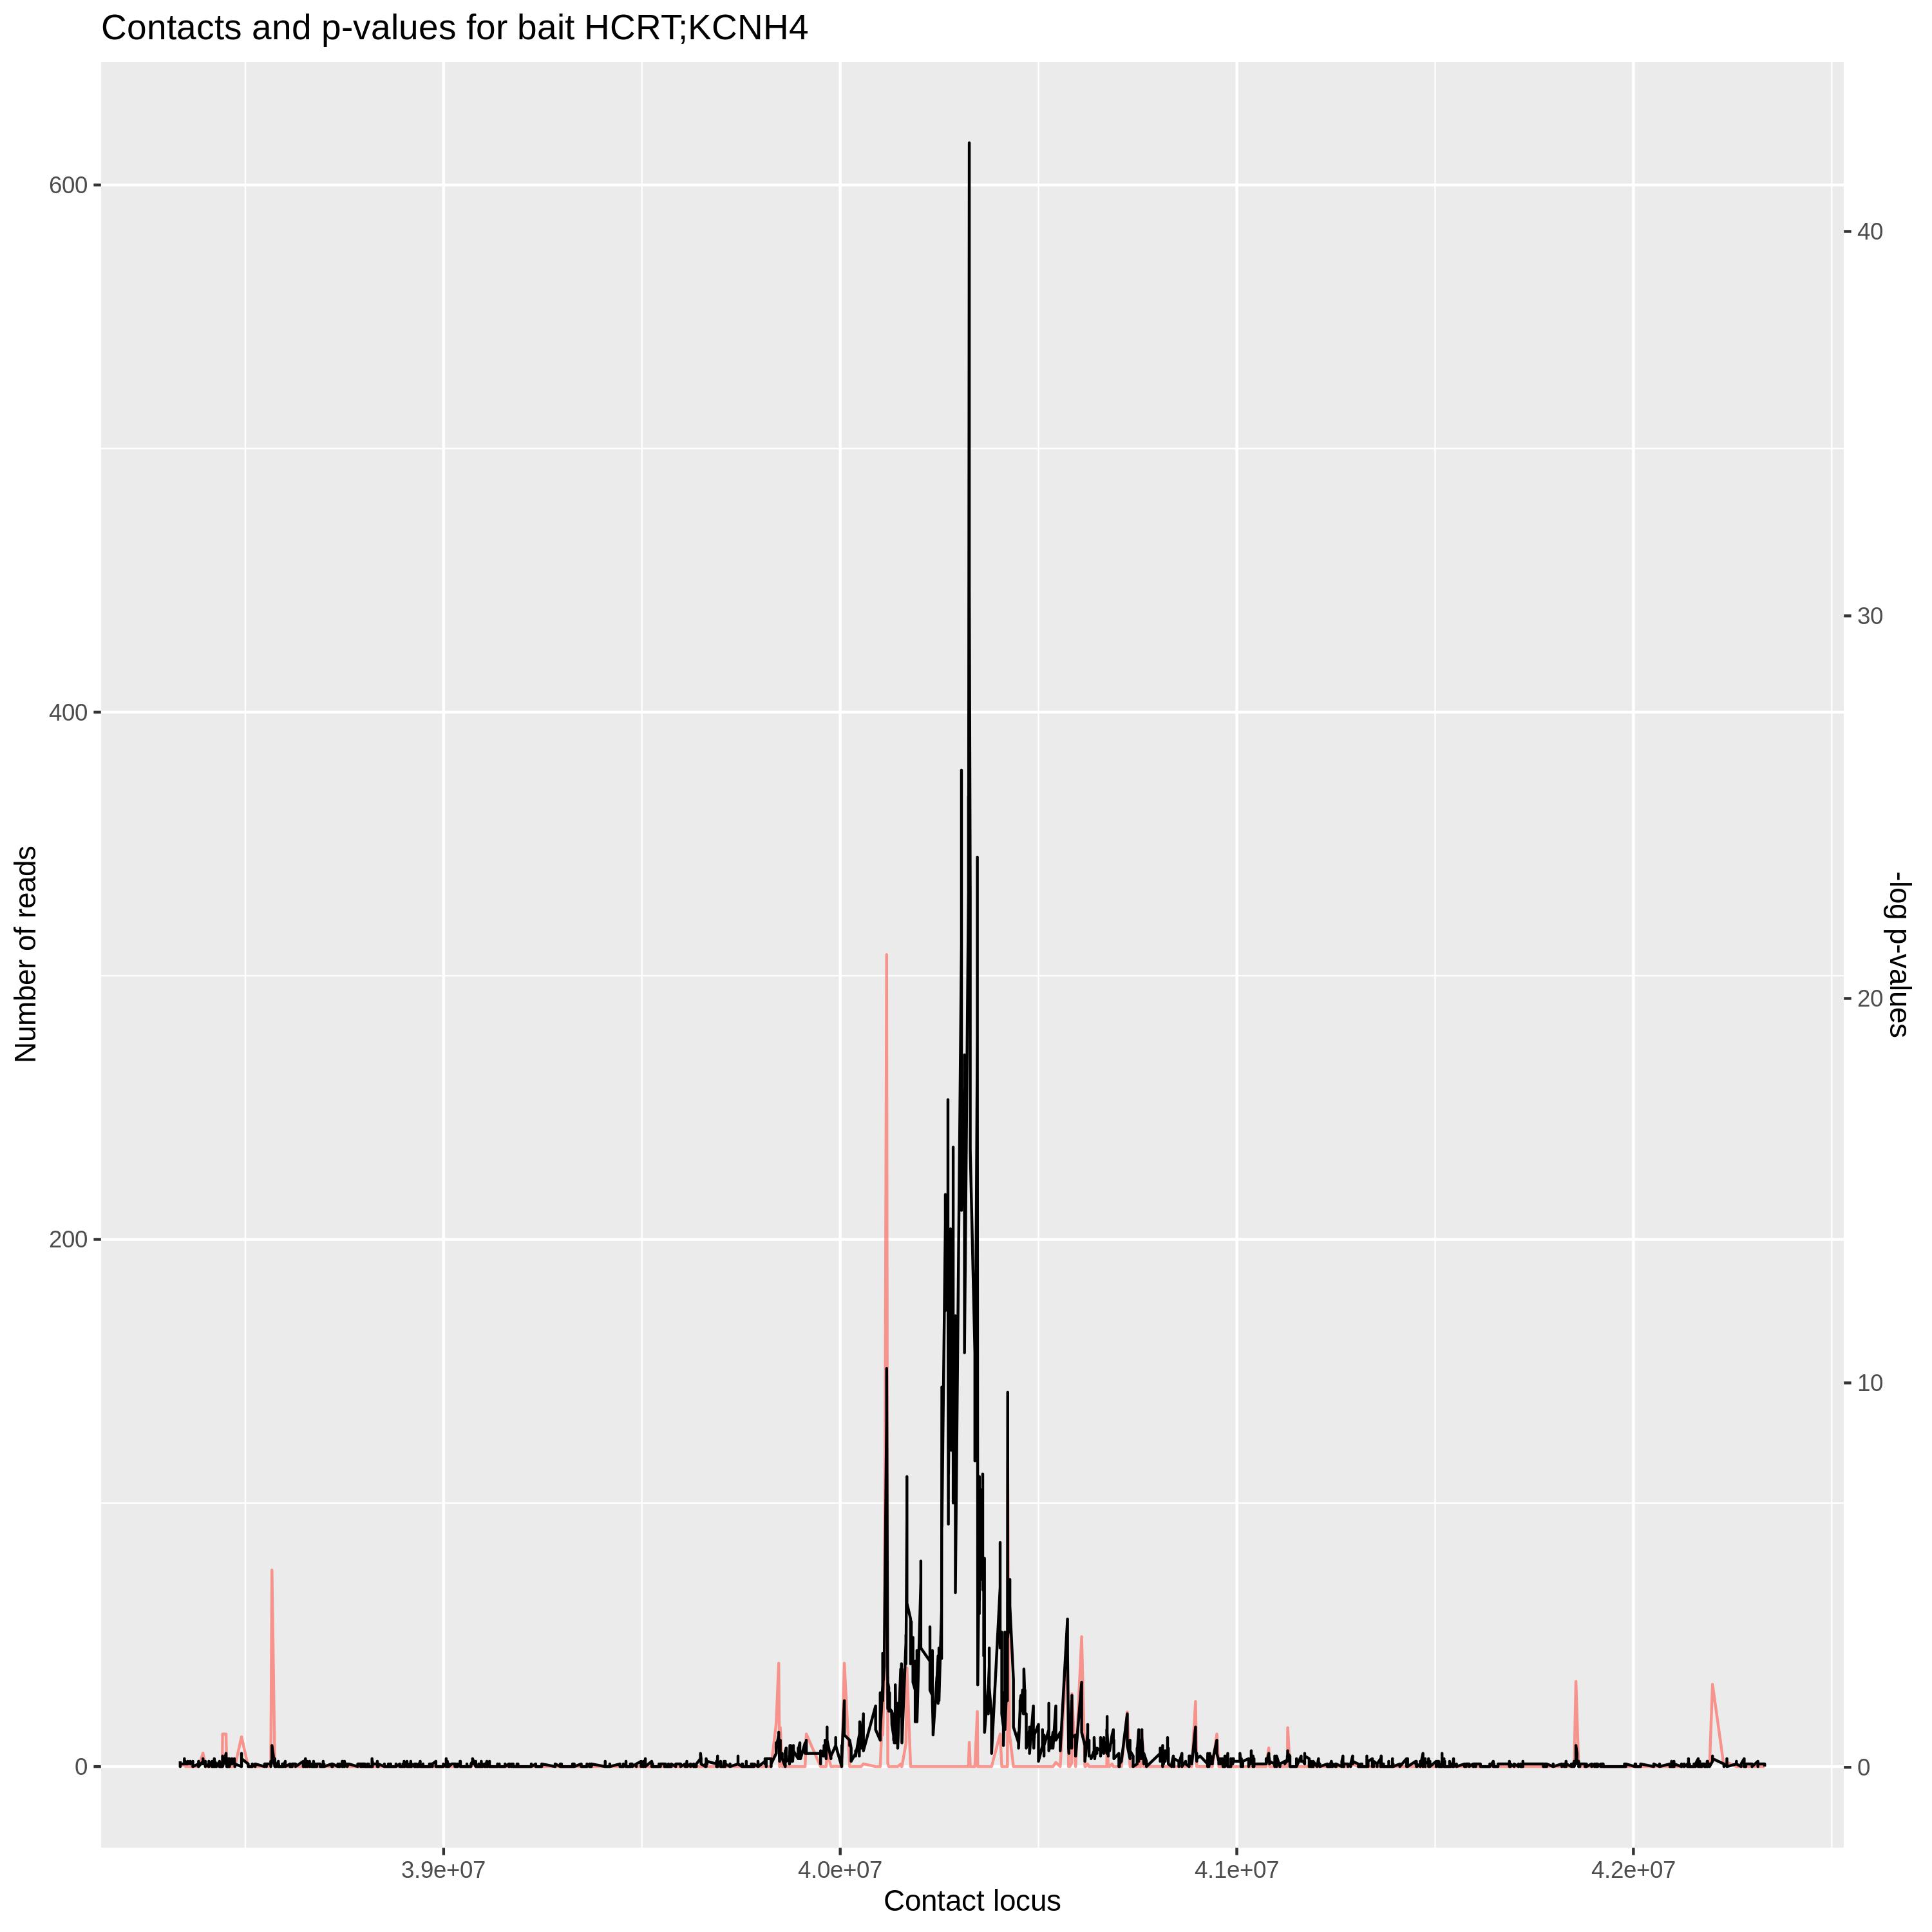 Contacts and p-values for bait HCRT;KCNH4
600
400
200
0
Number of reads
40
30
20
10
0
-log p-values
3.9e+07
4.0e+07
4.1e+07
4.2e+07
Contact locus